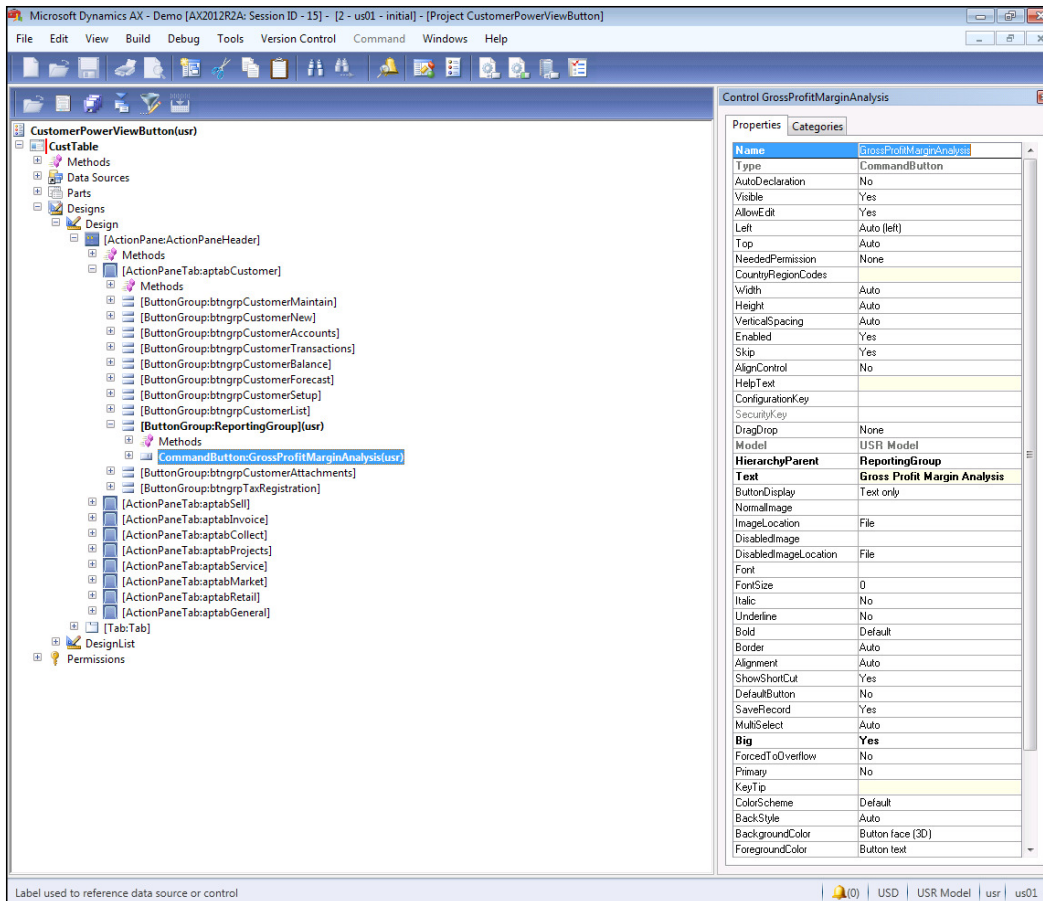 Microsoft Dynamics AX - Demo [AX2012R2A: Session ID - 15] - [2 - us01 - initial] - [Project CustomerPowerViewButton]
File Edit View Build Debug Tools Version Control Command Windows Help
CustomerPowerViewButton(usr)
CustTable
Methods
Data Sources
Parts
Designs
Design
[ActionPane:ActionPaneHeader]
Methods
[ActionPaneTab:aptabCustomer]
Methods
[ButtonGroup:btngrpCustomerMaintain]
[ButtonGroup:btngrpCustomerNew]
[ButtonGroup:btngrpCustomerAccounts]
[ButtonGroup:btngrpCustomerTransactions]
[ButtonGroup:btngrpCustomerBalance]
[ButtonGroup:btngrpCustomerForecast]
[ButtonGroup:btngrpCustomerSetup]
[ButtonGroup:btngrpCustomerList]
[ButtonGroup:ReportingGroup](usr)
Methods
CommandButton:GrossProfitMarginAnalysis(usr)
[ButtonGroup:btngrpCustomerAttachments]
[ButtonGroup:btngrpTaxRegistration]
[ActionPaneTab:aptabSell]
[ActionPaneTab:aptabInvoice]
[ActionPaneTab:aptabCollect]
[ActionPaneTab:aptabProjects]
[ActionPaneTab:aptabService]
[ActionPaneTab:aptabMarket]
[ActionPaneTab:aptabRetail]
[ActionPaneTab:aptabGeneral]
[Tab:Tab]
DesignList
Permissions
Control GrossProfitMarginAnalysis
Properties Categories
Name GrossProfitMarginAnalysis
Type CommandButton
AutoDeclaration No
Visible Yes
AllowEdit Yes
Left Auto (left)
Top Auto
NeededPermission None
CountryRegionCodes
Width Auto
Height Auto
VerticalSpacing Auto
Enabled Yes
Skip Yes
AlignControl No
HelpText
ConfigurationKey
SecurityKey
DragDrop None
Model USR Model
HierarchyParent ReportingGroup
Text Gross Profit Margin Analysis
ButtonDisplay Text only
NormalImage
ImageLocation File
DisabledImage
DisabledImageLocation File
Font
FontSize 0
Italic No
Underline No
Bold Default
Border Auto
Alignment Auto
ShowShortCut Yes
DefaultButton No
SaveRecord Yes
MultiSelect Auto
Big Yes
ForcedToOverflow No
Primary No
KeyTip
ColorScheme Default
BackStyle Auto
BackgroundColor Button face (3D)
ForegroundColor Button text
Label used to reference data source or control
(0) USD USR Model usr us01